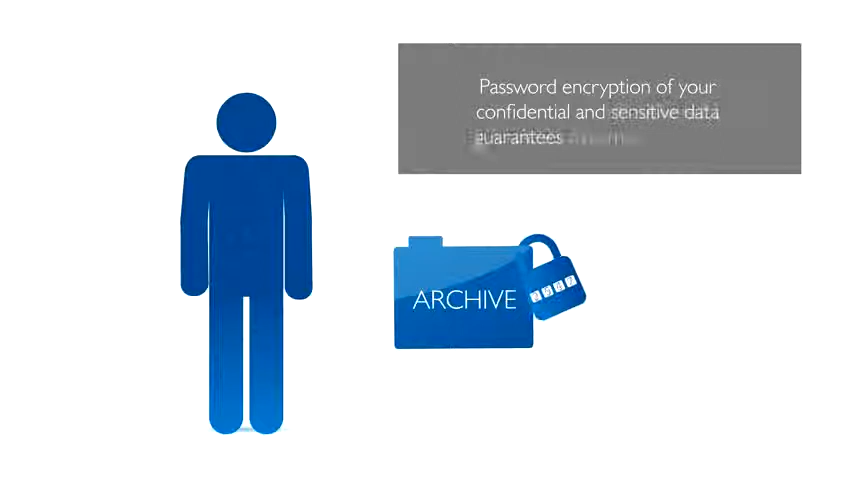 Password encryption of your
confidential and sensitive data
guarantees
ARCHIVE